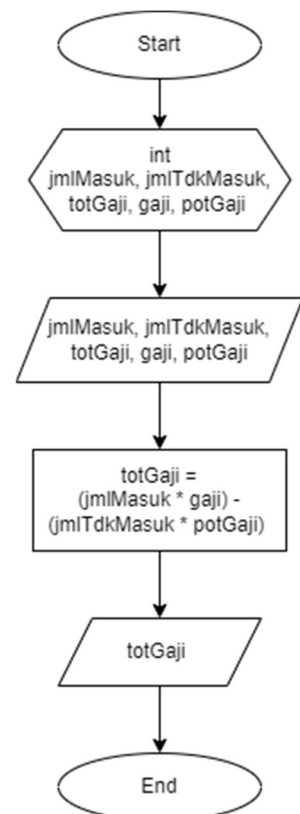 Start
int
jmlMasuk, jmlTdkMasuk,
totGaji, gaji, potGaji
jmlMasuk, jmlTdkMasuk,
totGaji, gaji, potGaji
totGaji =
(jmlMasuk * gaji) -
(jmlTdkMasuk * potGaji)
totGaji
End